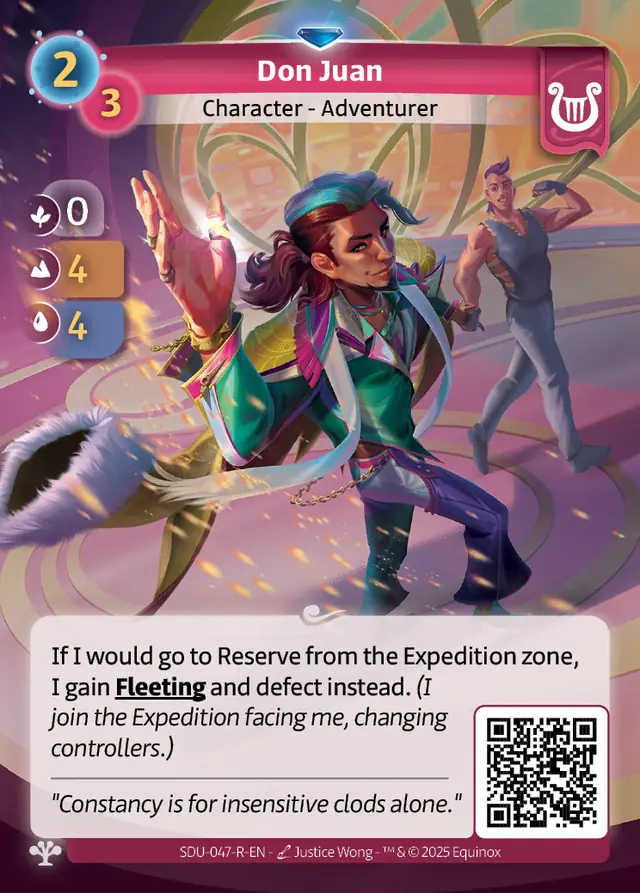 2
Don Juan
3
Character - Adventurer
0
4
4
If I would go to Reserve from the Expedition zone,
I gain Fleeting and defect instead. (I
join the Expedition facing me, changing
controllers.)
"Constancy is for insensitive clods alone."
SDU-047-R-EN - Justice Wong - ™ & © 2025 Equinox